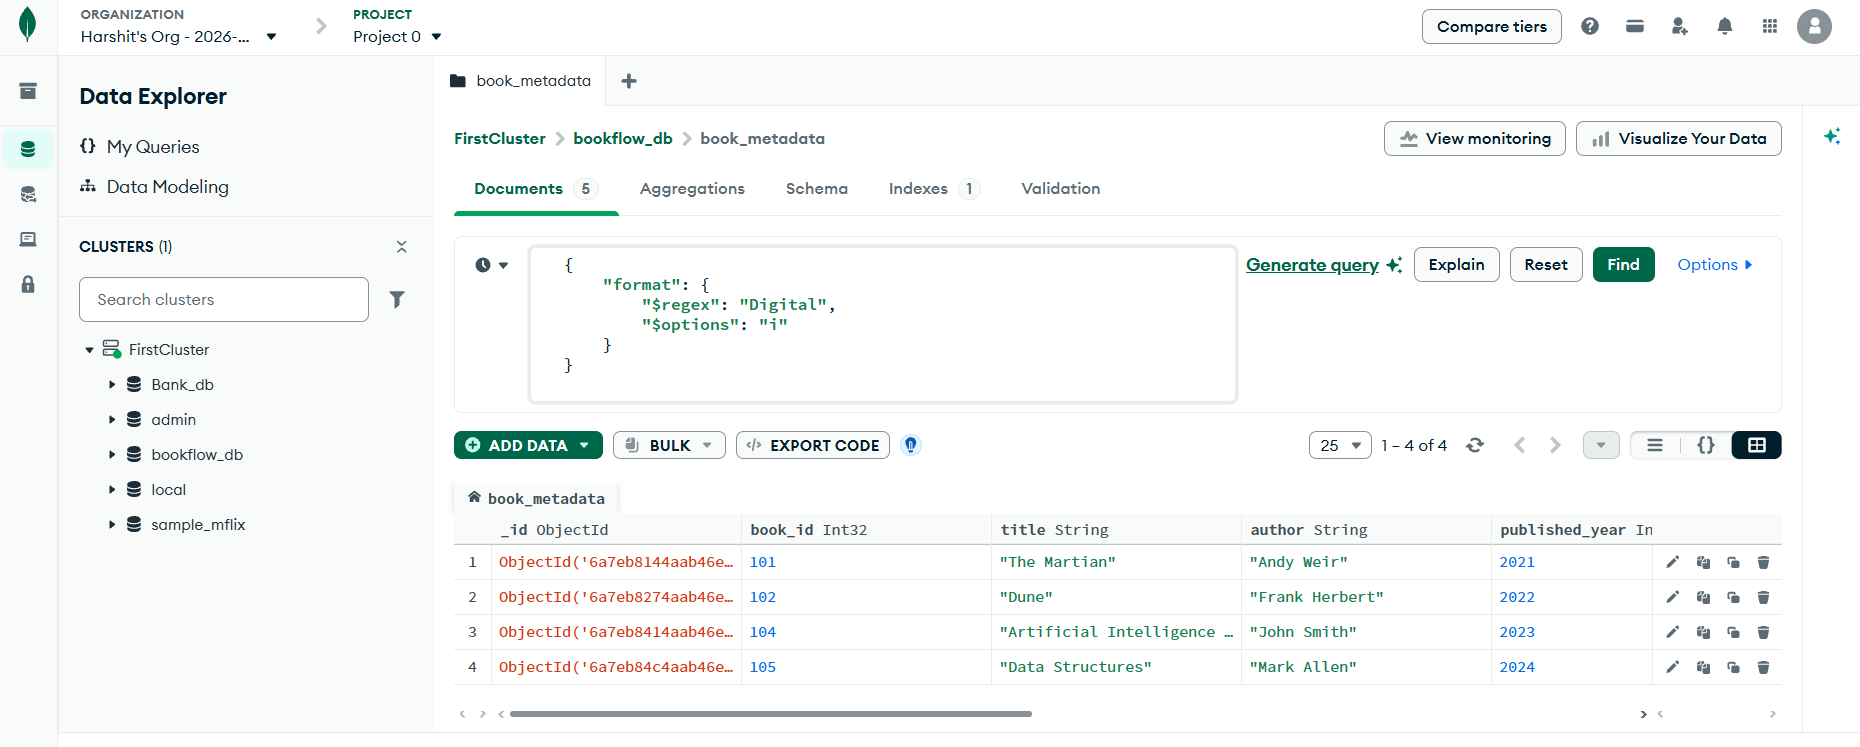 ORGANIZATION
Harshit's Org - 2026-...
PROJECT
Project 0
Compare tiers
Data Explorer
My Queries
Data Modeling
CLUSTERS (1)
Search clusters
FirstCluster
Bank_db
admin
bookflow_db
local
sample_mflix
book_metadata
FirstCluster
bookflow_db
book_metadata
View monitoring
Visualize Your Data
Documents 5
Aggregations
Schema
Indexes 1
Validation
{
"format": {
"$regex": "Digital",
"$options": "i"
}
}
Generate query
Explain
Reset
Find
Options
ADD DATA
BULK
EXPORT CODE
25
1 – 4 of 4
book_metadata
_id ObjectId book_id Int32 title String author String published_year In
1 ObjectId('6a7eb8144aab46e… 101 "The Martian" "Andy Weir" 2021
2 ObjectId('6a7eb8274aab46e… 102 "Dune" "Frank Herbert" 2022
3 ObjectId('6a7eb8414aab46e… 104 "Artificial Intelligence … "John Smith" 2023
4 ObjectId('6a7eb84c4aab46e… 105 "Data Structures" "Mark Allen" 2024